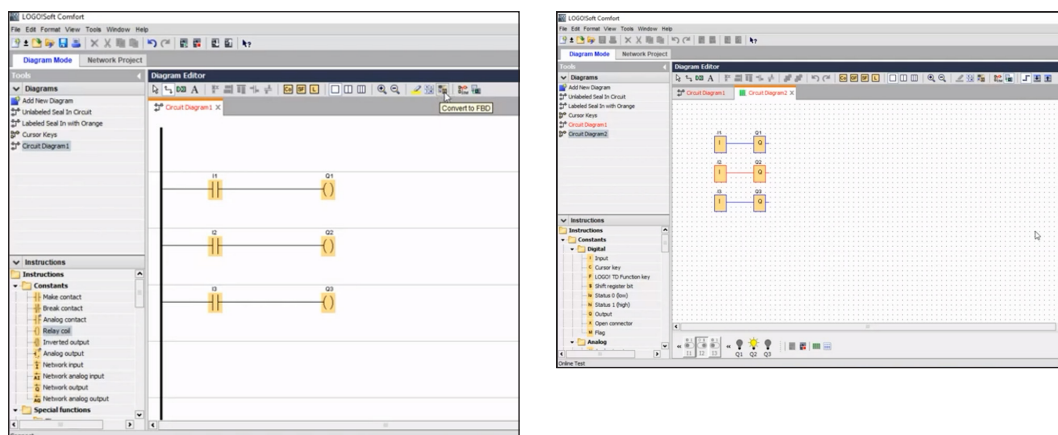 LOGO!Soft Comfort
File Edit Format View Tools Window Help
Diagram Mode Network Project
Tools
Diagram Editor
Diagrams
Add New Diagram
Unlabeled Seal In Circuit
Labeled Seal In with Orange
Cursor Keys
Circuit Diagram1
Circuit Diagram1 X
Convert to FBD
I1 Q1
I2 Q2
I3 Q3
Instructions
Instructions
Constants
Make contact
Break contact
Analog contact
Relay coil
Inverted output
Analog output
Network input
Network analog input
Network output
Network analog output
Special functions
LOGO!Soft Comfort
File Edit Format View Tools Window Help
Diagram Mode Network Project
Tools
Diagram Editor
Diagrams
Add New Diagram
Unlabeled Seal In Circuit
Labeled Seal In with Orange
Cursor Keys
Circuit Diagram1
Circuit Diagram2
Circuit Diagram1 Circuit Diagram2 X
I1 Q1
I Q
I2 Q2
I Q
I3 Q3
I Q
Instructions
Instructions
Constants
Digital
Input
Cursor key
LOGO! TD Function key
Shift register bit
Status 0 (low)
Status 1 (high)
Output
Open connector
Flag
Analog
I1 I2 I3 Q1 Q2 Q3
Online Test